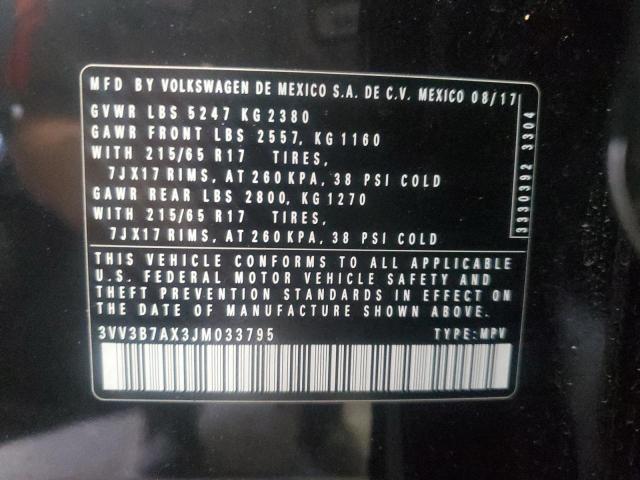 MFD BY VOLKSWAGEN DE MEXICO S.A. DE C.V. MEXICO 08/17
GVWR LBS 5247 KG 2380
GAWR FRONT LBS 2557, KG 1160
WITH 215/65 R17 TIRES,
7JX17 RIMS, AT 260 KPA, 38 PSI COLD
GAWR REAR LBS 2800, KG 1270
WITH 215/65 R17 TIRES,
7JX17 RIMS, AT 260 KPA, 38 PSI COLD
3330392 3304
THIS VEHICLE CONFORMS TO ALL APPLICABLE
U.S. FEDERAL MOTOR VEHICLE SAFETY AND
THEFT PREVENTION STANDARDS IN EFFECT ON
THE DATE OF MANUFACTURE SHOWN ABOVE.
3VV3B7AX3JM033795 TYPE:MPV